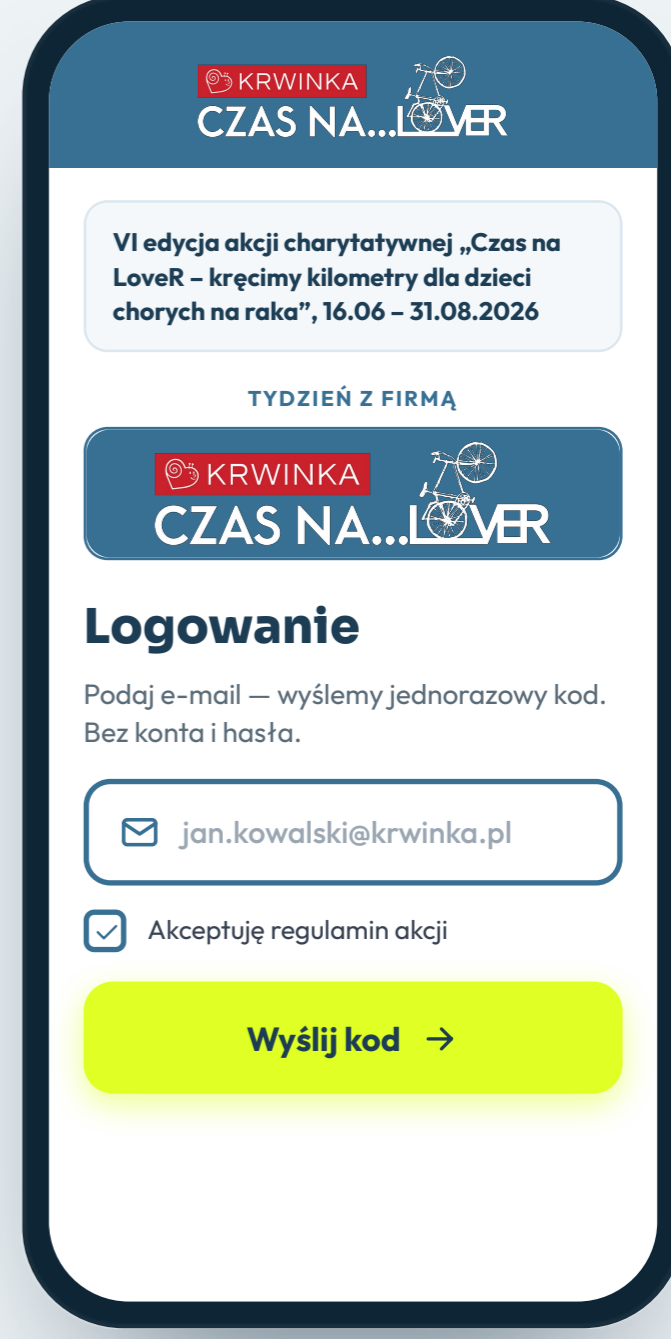 KRWINKA
CZAS NA...LOVER
VI edycja akcji charytatywnej „Czas na
LoveR – kręcimy kilometry dla dzieci
chorych na raka”, 16.06 – 31.08.2026
TYDZIEŃ Z FIRMĄ
KRWINKA
CZAS NA...LOVER
Logowanie
Podaj e-mail — wyślemy jednorazowy kod.
Bez konta i hasła.
jan.kowalski@krwinka.pl
Akceptuję regulamin akcji
Wyślij kod →